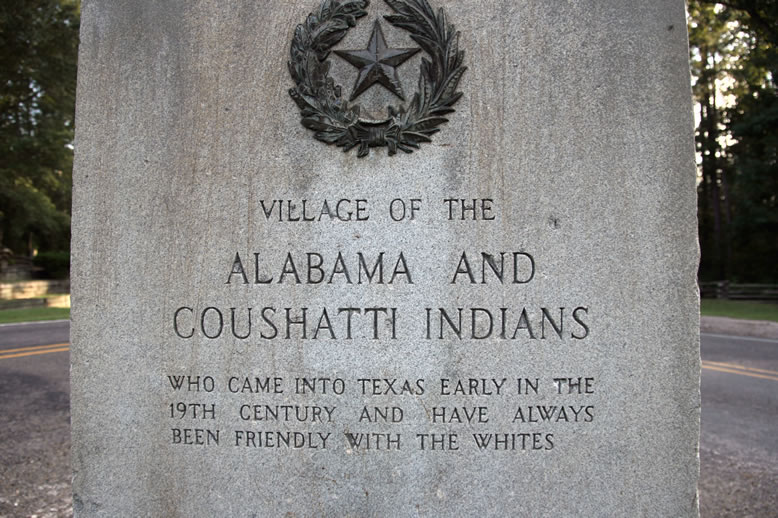 VILLAGE OF THE
ALABAMA AND
COUSHATTI INDIANS
WHO CAME INTO TEXAS EARLY IN THE
19TH CENTURY AND HAVE ALWAYS
BEEN FRIENDLY WITH THE WHITES